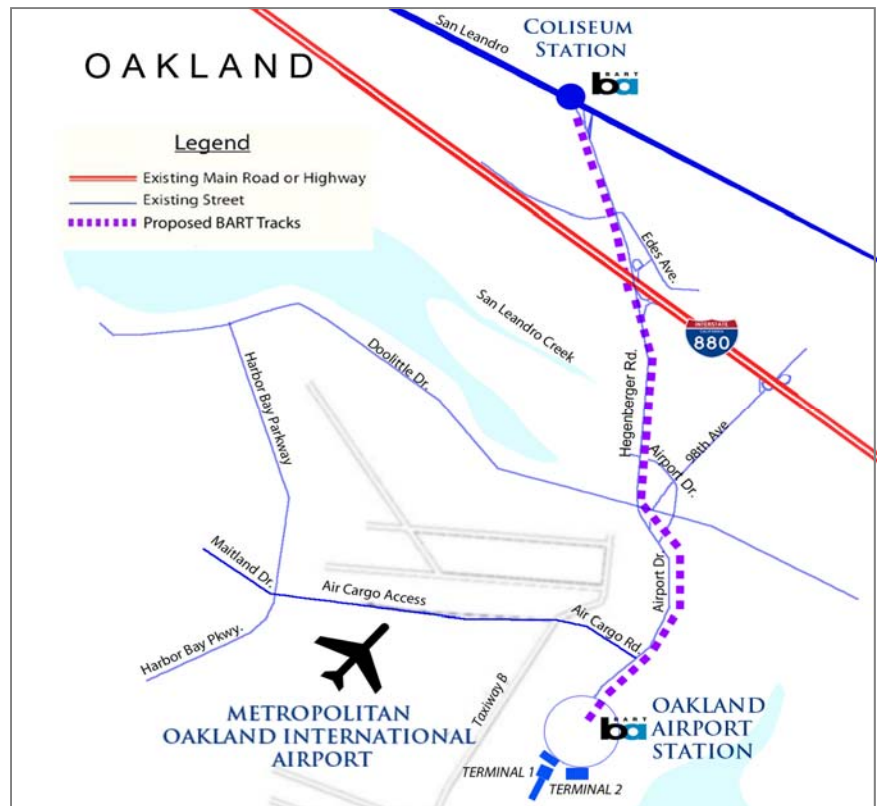 San Leandro
COLISEUM
STATION
BART
ba
OAKLAND
Legend
Existing Main Road or Highway
Existing Street
Proposed BART Tracks
Edes Ave.
San Leandro Creek
INTERSTATE
CALIFORNIA
880
Doolittle Dr.
Harbor Bay
Parkway
Hegenberger Rd.
98th Ave
Airport Dr.
Maitland Dr.
Air Cargo Access
Airport Dr.
Air Cargo Rd.
Harbor Bay Pkwy.
Taxiway B
METROPOLITAN
OAKLAND INTERNATIONAL
AIRPORT
BART
ba
OAKLAND
AIRPORT
STATION
TERMINAL 1
TERMINAL 2